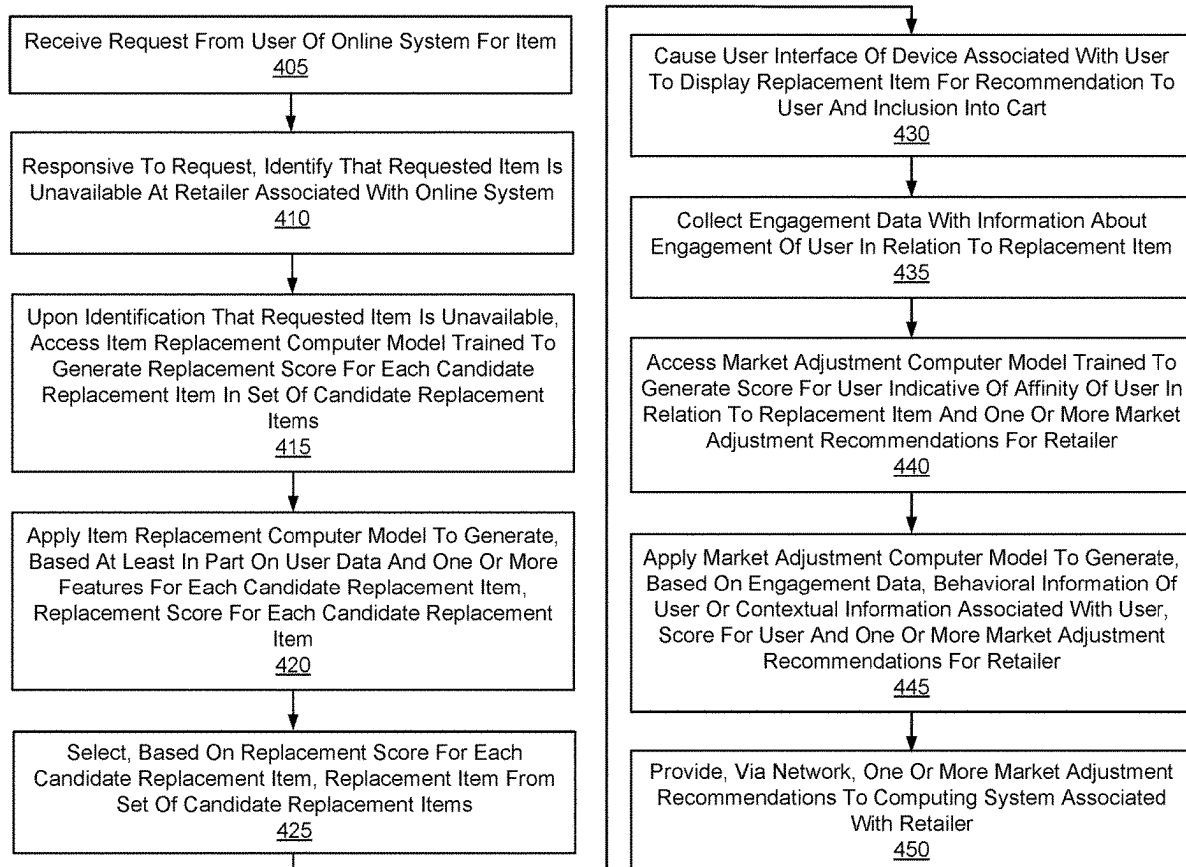 Receive Request From User Of Online System For Item
405
Responsive To Request, Identify That Requested Item Is
Unavailable At Retailer Associated With Online System
410
Upon Identification That Requested Item Is Unavailable,
Access Item Replacement Computer Model Trained To
Generate Replacement Score For Each Candidate
Replacement Item In Set Of Candidate Replacement
Items
415
Apply Item Replacement Computer Model To Generate,
Based At Least In Part On User Data And One Or More
Features For Each Candidate Replacement Item,
Replacement Score For Each Candidate Replacement
Item
420
Select, Based On Replacement Score For Each
Candidate Replacement Item, Replacement Item From
Set Of Candidate Replacement Items
425
Cause User Interface Of Device Associated With User
To Display Replacement Item For Recommendation To
User And Inclusion Into Cart
430
Collect Engagement Data With Information About
Engagement Of User In Relation To Replacement Item
435
Access Market Adjustment Computer Model Trained To
Generate Score For User Indicative Of Affinity Of User In
Relation To Replacement Item And One Or More Market
Adjustment Recommendations For Retailer
440
Apply Market Adjustment Computer Model To Generate,
Based On Engagement Data, Behavioral Information Of
User Or Contextual Information Associated With User,
Score For User And One Or More Market Adjustment
Recommendations For Retailer
445
Provide, Via Network, One Or More Market Adjustment
Recommendations To Computing System Associated
With Retailer
450